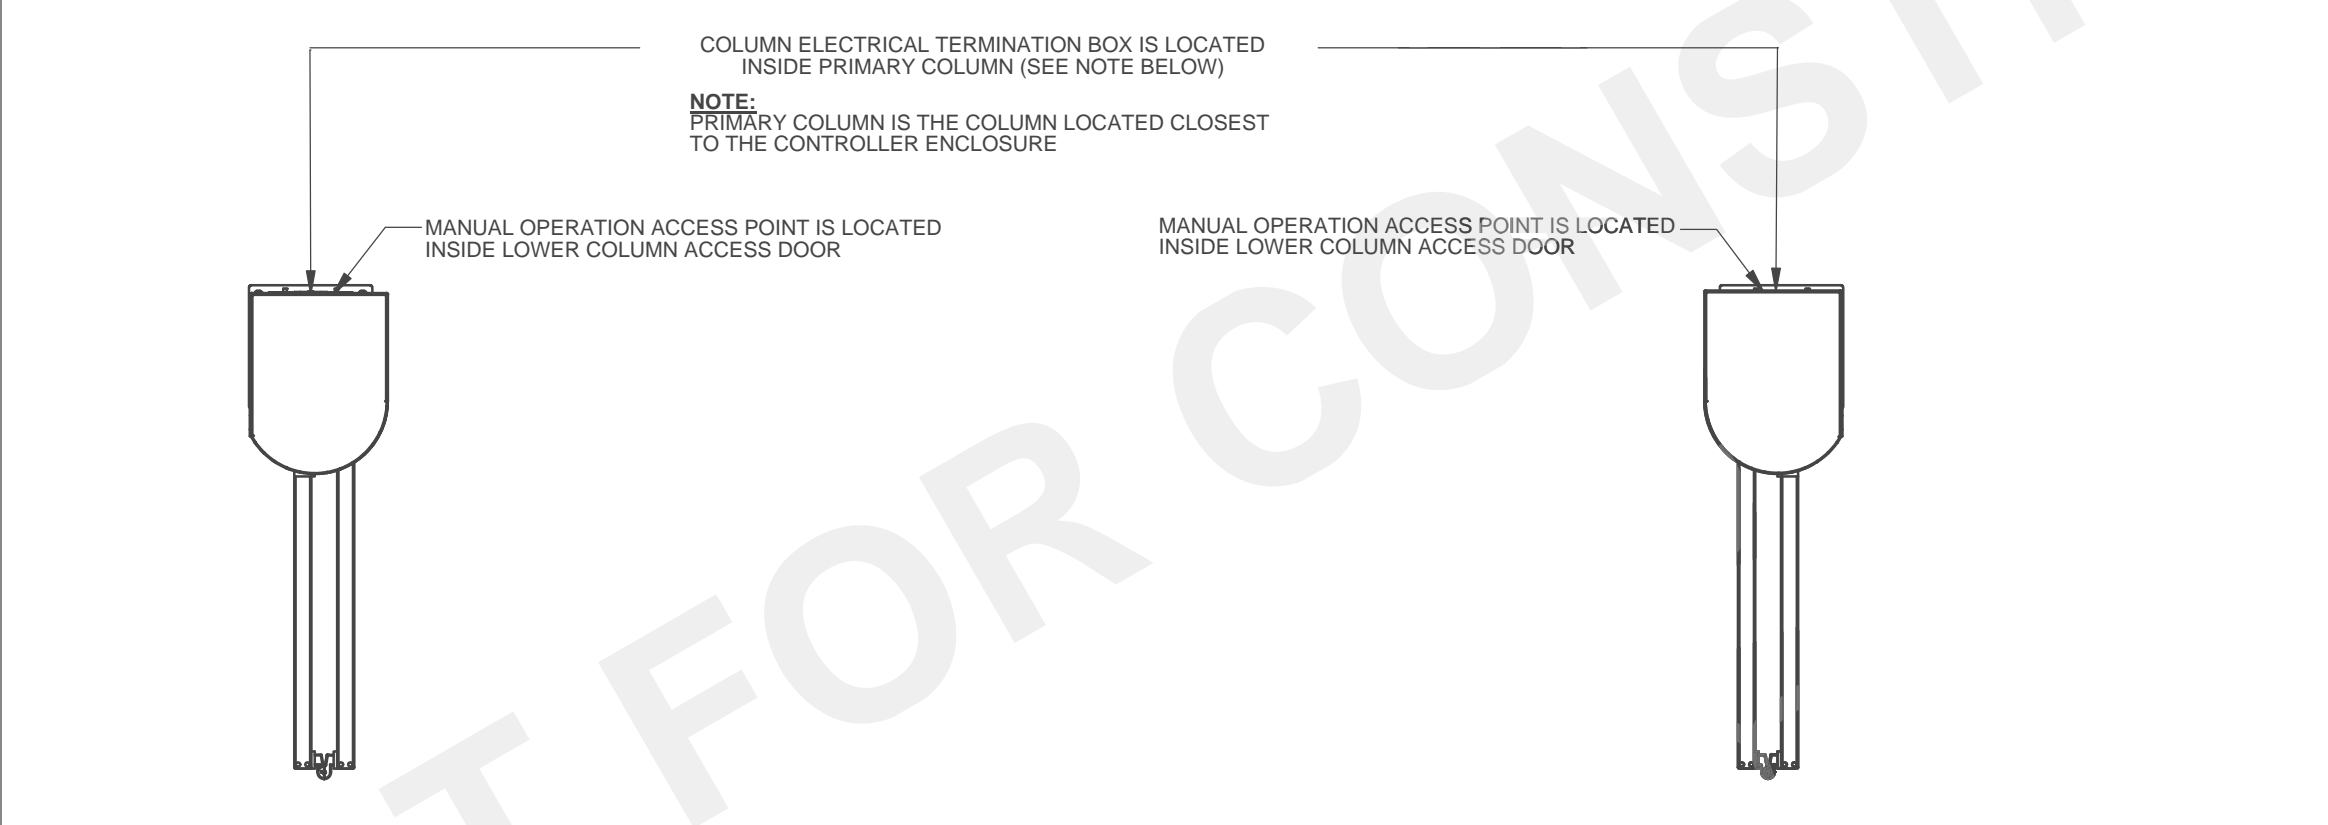 COLUMN ELECTRICAL TERMINATION BOX IS LOCATED
INSIDE PRIMARY COLUMN (SEE NOTE BELOW)
NOTE:
PRIMARY COLUMN IS THE COLUMN LOCATED CLOSEST
TO THE CONTROLLER ENCLOSURE
MANUAL OPERATION ACCESS POINT IS LOCATED
INSIDE LOWER COLUMN ACCESS DOOR
MANUAL OPERATION ACCESS POINT IS LOCATED
INSIDE LOWER COLUMN ACCESS DOOR
T FOR CONST